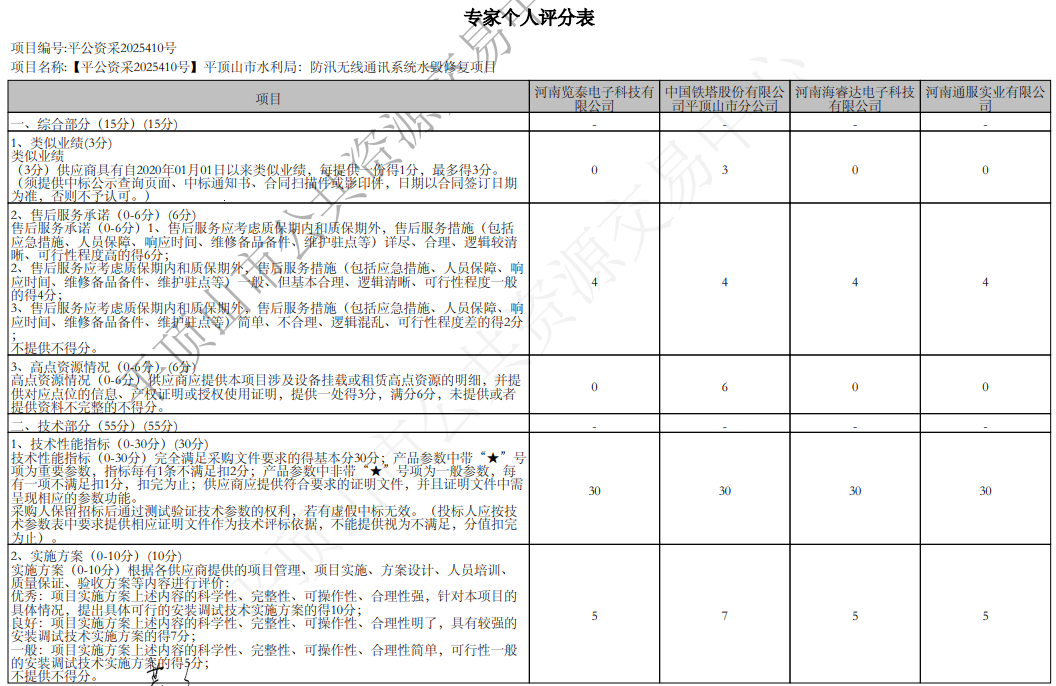 专家个人评分表
项目编号:平公资采2025410号
项目名称:【平公资采2025410号】平顶山市水利局：防汛无线通讯系统水毁修复项目
项目 河南览泰电子科技有限公司 中国铁塔股份有限公司平顶山市分公司 河南海睿达电子科技有限公司 河南通服实业有限公司
一、综合部分（15分）(15分) - - - -
1、类似业绩(3分)
类似业绩
（3分）供应商具有自2020年01月01日以来类似业绩，每提供一份得1分，最多得3分。
（须提供中标公示查询页面、中标通知书、合同扫描件或影印件，日期以合同签订日期
为准，否则不予认可。）
0 3 0 0
2、售后服务承诺（0-6分）(6分)
售后服务承诺（0-6分）1、售后服务应考虑质保期内和质保期外，售后服务措施（包括
应急措施、人员保障、响应时间、维修备品备件、维护驻点等）详尽、合理、逻辑较清
晰、可行性程度高的得6分；
2、售后服务应考虑质保期内和质保期外，售后服务措施（包括应急措施、人员保障、响
应时间、维修备品备件、维护驻点等）一般、但基本合理、逻辑清晰、可行性程度一般
的得4分；
3、售后服务应考虑质保期内和质保期外，售后服务措施（包括应急措施、人员保障、响
应时间、维修备品备件、维护驻点等）简单、不合理、逻辑混乱、可行性程度差的得2分
；
不提供不得分。
4 4 4 4
3、高点资源情况（0-6分）(6分)
高点资源情况（0-6分）供应商应提供本项目涉及设备挂载或租赁高点资源的明细，并提
供对应点位的信息、产权证明或授权使用证明，提供一处得3分，满分6分，未提供或者
提供资料不完整的不得分。
0 6 0 0
二、技术部分（55分）(55分) - - - -
1、技术性能指标（0-30分）(30分)
技术性能指标（0-30分）完全满足采购文件要求的得基本分30分；产品参数中带“★”号
项为重要参数，指标每有1条不满足扣2分；产品参数中非带“★”号项为一般参数，每
有一项不满足扣1分，扣完为止；供应商应提供符合要求的证明文件，并且证明文件中需
呈现相应的参数功能。
采购人保留招标后通过测试验证技术参数的权利，若有虚假中标无效。（投标人应按技
术参数表中要求提供相应证明文件作为技术评标依据，不能提供视为不满足，分值扣完
为止）。
30 30 30 30
2、实施方案（0-10分）(10分)
实施方案（0-10分）根据各供应商提供的项目管理、项目实施、方案设计、人员培训、
质量保证、验收方案等内容进行评价：
优秀：项目实施方案上述内容的科学性、完整性、可操作性、合理性强，针对本项目的
具体情况，提出具体可行的安装调试技术实施方案的得10分；
良好：项目实施方案上述内容的科学性、完整性、可操作性、合理性明了，具有较强的
安装调试技术实施方案的得7分；
一般：项目实施方案上述内容的科学性、完整性、可操作性、合理性简单，可行性一般
的安装调试技术实施方案的得5分；
不提供不得分。
5 7 5 5
平顶山市公共资源交易中心
平顶山市公共资源交易中心